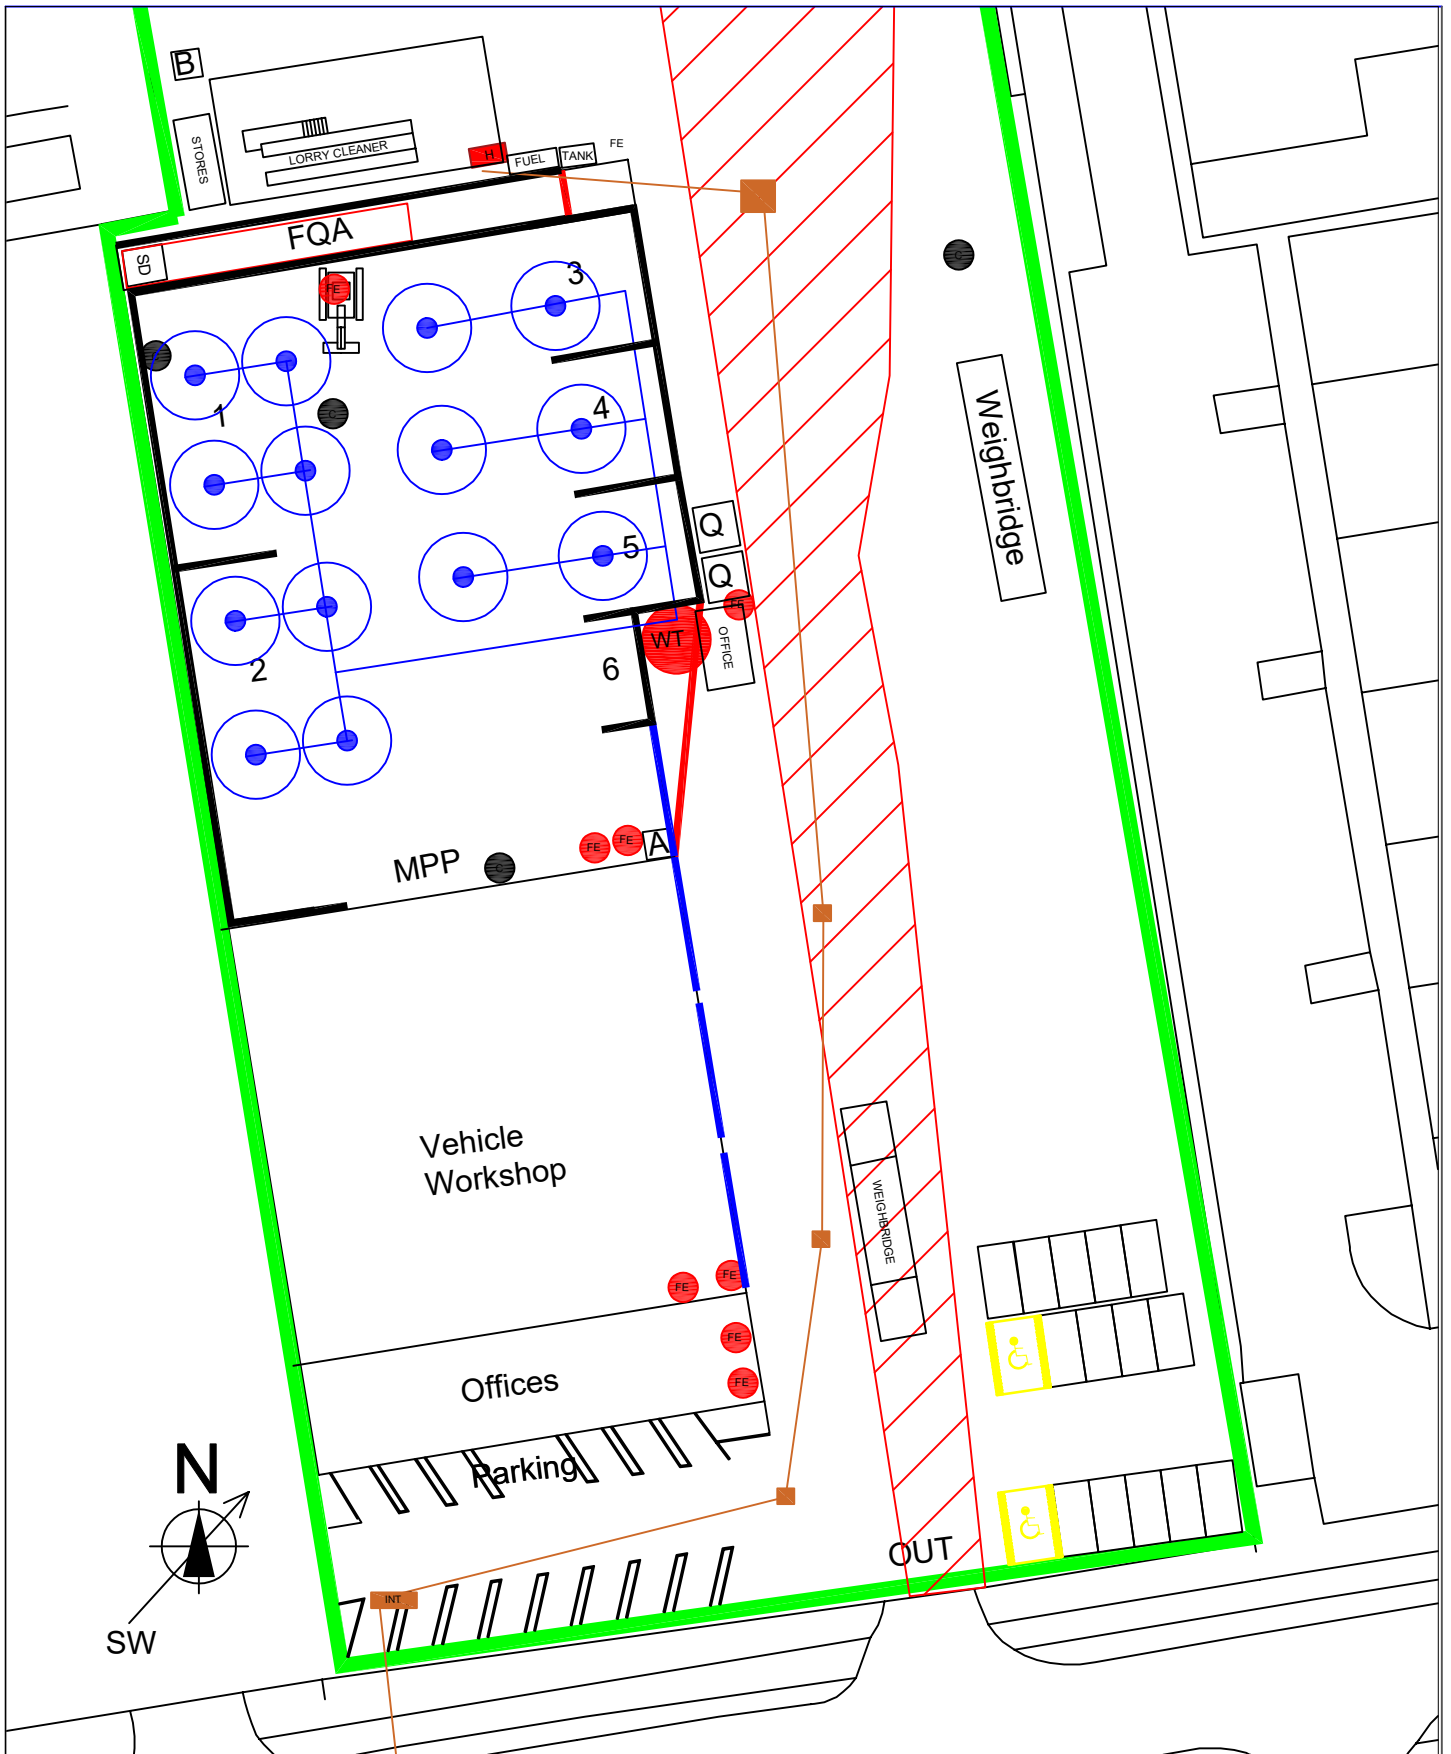 B
STORES
LORRY CLEANER
H
FUEL
TANK
FE
FQA
SD
FE
3
C
1
4
C
Weighbridge
Q
5
Q
FE
WT
OFFICE
6
2
FE
FE
A
MPP
C
Vehicle
Workshop
WEIGHBRIDGE
FE
FE
FE
Offices
FE
Parking
N
OUT
INT
SW